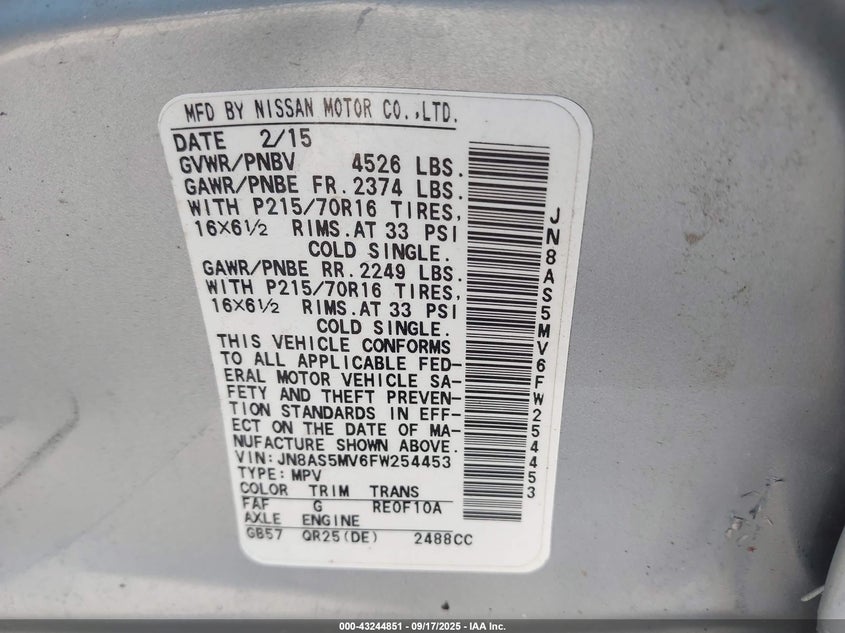 MFD BY NISSAN MOTOR CO.,LTD.
DATE 2/15
GVWR/PNBV 4526 LBS.
GAWR/PNBE FR. 2374 LBS.
WITH P215/70R16 TIRES,
16X6½ RIMS.AT 33 PSI
COLD SINGLE.
GAWR/PNBE RR. 2249 LBS.
WITH P215/70R16 TIRES,
16X6½ RIMS.AT 33 PSI
COLD SINGLE.
THIS VEHICLE CONFORMS
TO ALL APPLICABLE FED-
ERAL MOTOR VEHICLE SA-
FETY AND THEFT PREVEN-
TION STANDARDS IN EFF-
ECT ON THE DATE OF MA-
NUFACTURE SHOWN ABOVE.
VIN: JN8AS5MV6FW254453
TYPE: MPV
COLOR TRIM TRANS
FAF G RE0F10A
AXLE ENGINE
GB57 QR25(DE) 2488CC
JN8AS5MV6FW254453
000-43244851 - 09/17/2025 - IAA Inc.